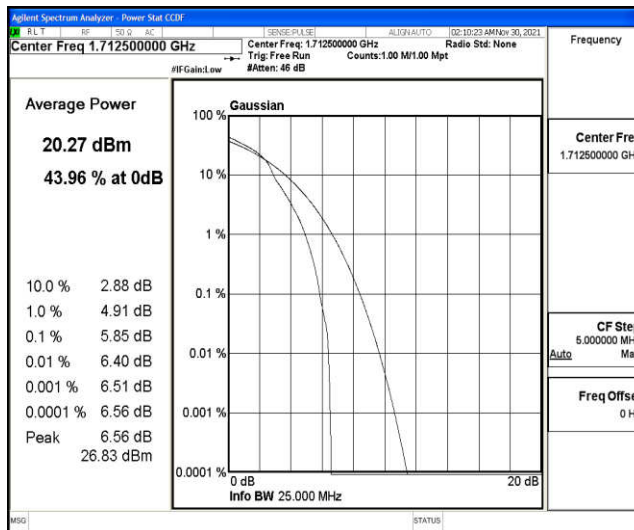 Agilent Spectrum Analyzer - Power Stat CCDF
R L T RF 50 Ω AC SENSE:PULSE ALIGNAUTO 02:10:23 AM Nov 30, 2021
Center Freq 1.712500000 GHz
Center Freq: 1.712500000 GHz Radio Std: None
Trig: Free Run Counts:1.00 M/1.00 Mpt
#IFGain:Low #Atten: 46 dB
Frequency
Center Fre
1.712500000 GH
CF Step
5.000000 MH
Auto Ma
Freq Offse
0 H
Average Power
20.27 dBm
43.96 % at 0dB
10.0 % 2.88 dB
1.0 % 4.91 dB
0.1 % 5.85 dB
0.01 % 6.40 dB
0.001 % 6.51 dB
0.0001 % 6.56 dB
Peak 6.56 dB
26.83 dBm
Gaussian
100 %
10 %
1 %
0.1 %
0.01 %
0.001 %
0.0001 %
0 dB 20 dB
Info BW 25.000 MHz
MSG STATUS